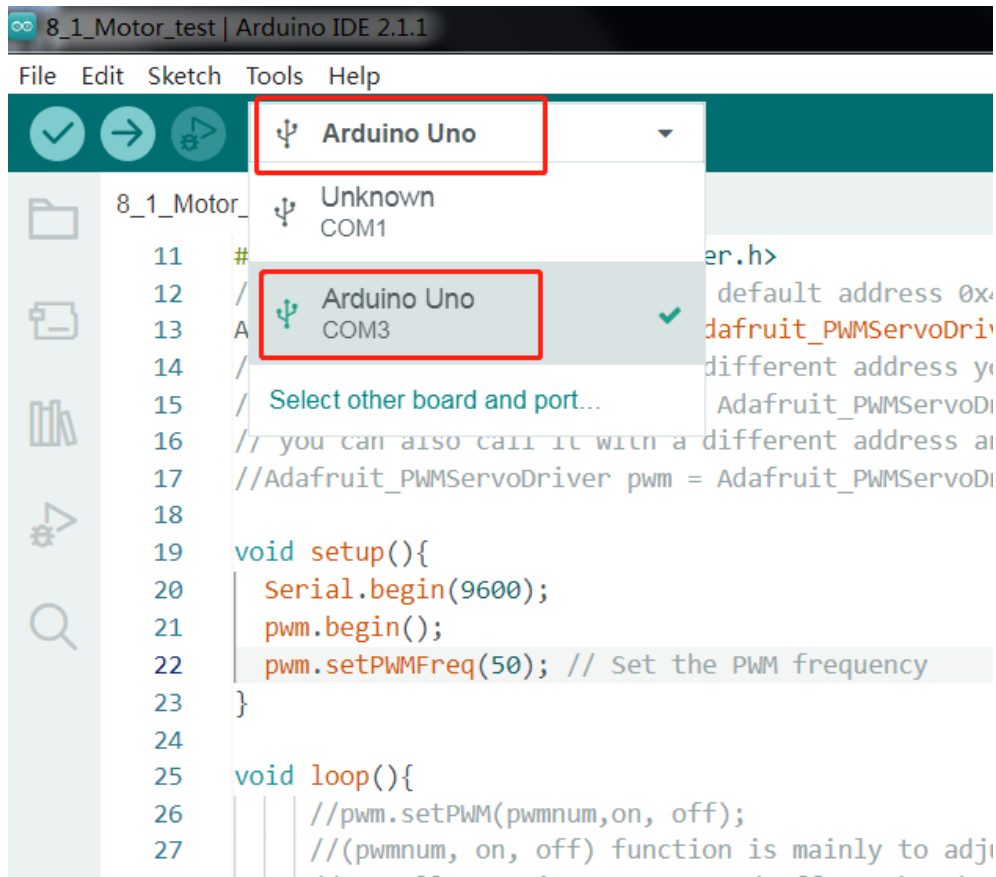 8_1_Motor_test | Arduino IDE 2.1.1
File Edit Sketch Tools Help
Arduino Uno
Unknown
COM1
Arduino Uno
COM3
Select other board and port...
8_1_Motor_
11 # er.h>
12 / default address 0x4
13 A dafruit_PWMServoDriv
14 / different address yo
15 / Adafruit_PWMServoDr
16 // you can also call it with a different address an
17 //Adafruit_PWMServoDriver pwm = Adafruit_PWMServoDr
18
19 void setup(){
20 Serial.begin(9600);
21 pwm.begin();
22 pwm.setPWMFreq(50); // Set the PWM frequency
23 }
24
25 void loop(){
26 //pwm.setPWM(pwmnum,on, off);
27 //(pwmnum, on, off) function is mainly to adju